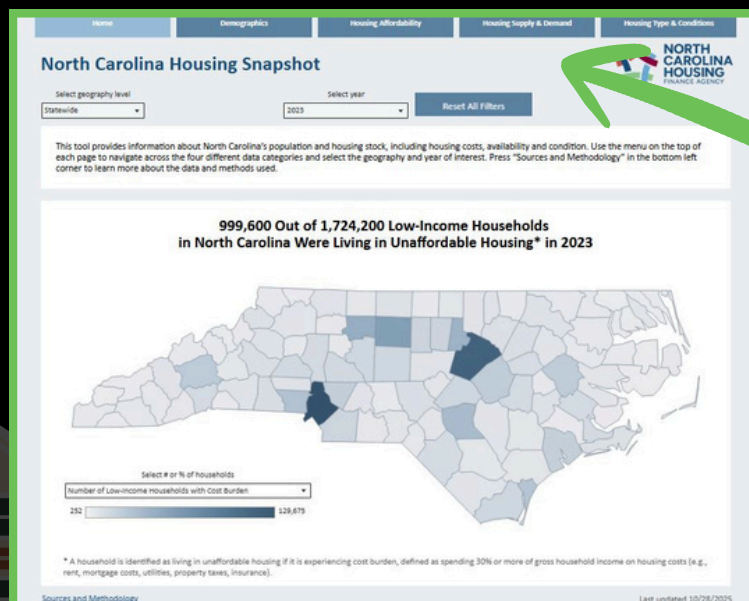 Home
Demographics
Housing Affordability
Housing Supply & Demand
Housing Type & Conditions
North Carolina Housing Snapshot
NORTH
CAROLINA
HOUSING
FINANCE AGENCY
Select geography level
Statewide
Select year
2023
Reset All Filters
This tool provides information about North Carolina's population and housing stock, including housing costs, availability and condition. Use the menu on the top of
each page to navigate across the four different data categories and select the geography and year of interest. Press "Sources and Methodology" in the bottom left
corner to learn more about the data and methods used.
999,600 Out of 1,724,200 Low-Income Households
in North Carolina Were Living in Unaffordable Housing* in 2023
Select # or % of households
Number of Low-Income Households with Cost Burden
252
129,675
* A household is identified as living in unaffordable housing if it is experiencing cost burden, defined as spending 30% or more of gross household income on housing costs (e.g.,
rent, mortgage costs, utilities, property taxes, insurance).
Sources and Methodology
Last updated 10/28/2025